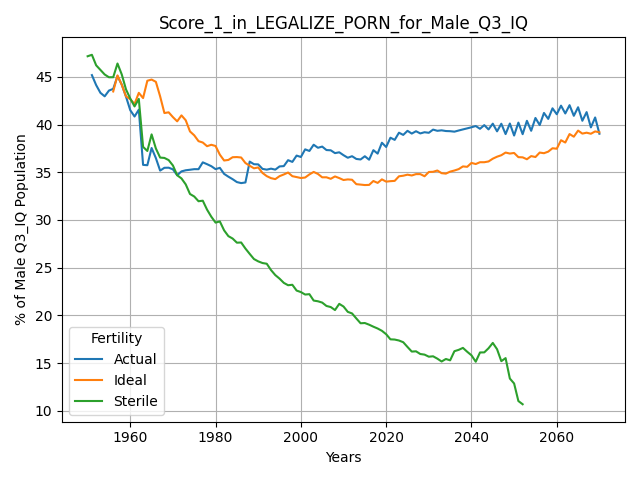 Score_1_in_LEGALIZE_PORN_for_Male_Q3_IQ
% of Male Q3_IQ Population
45
40
35
30
25
20
15
10
Fertility
Actual
Ideal
Sterile
1960 1980 2000 2020 2040 2060
Years